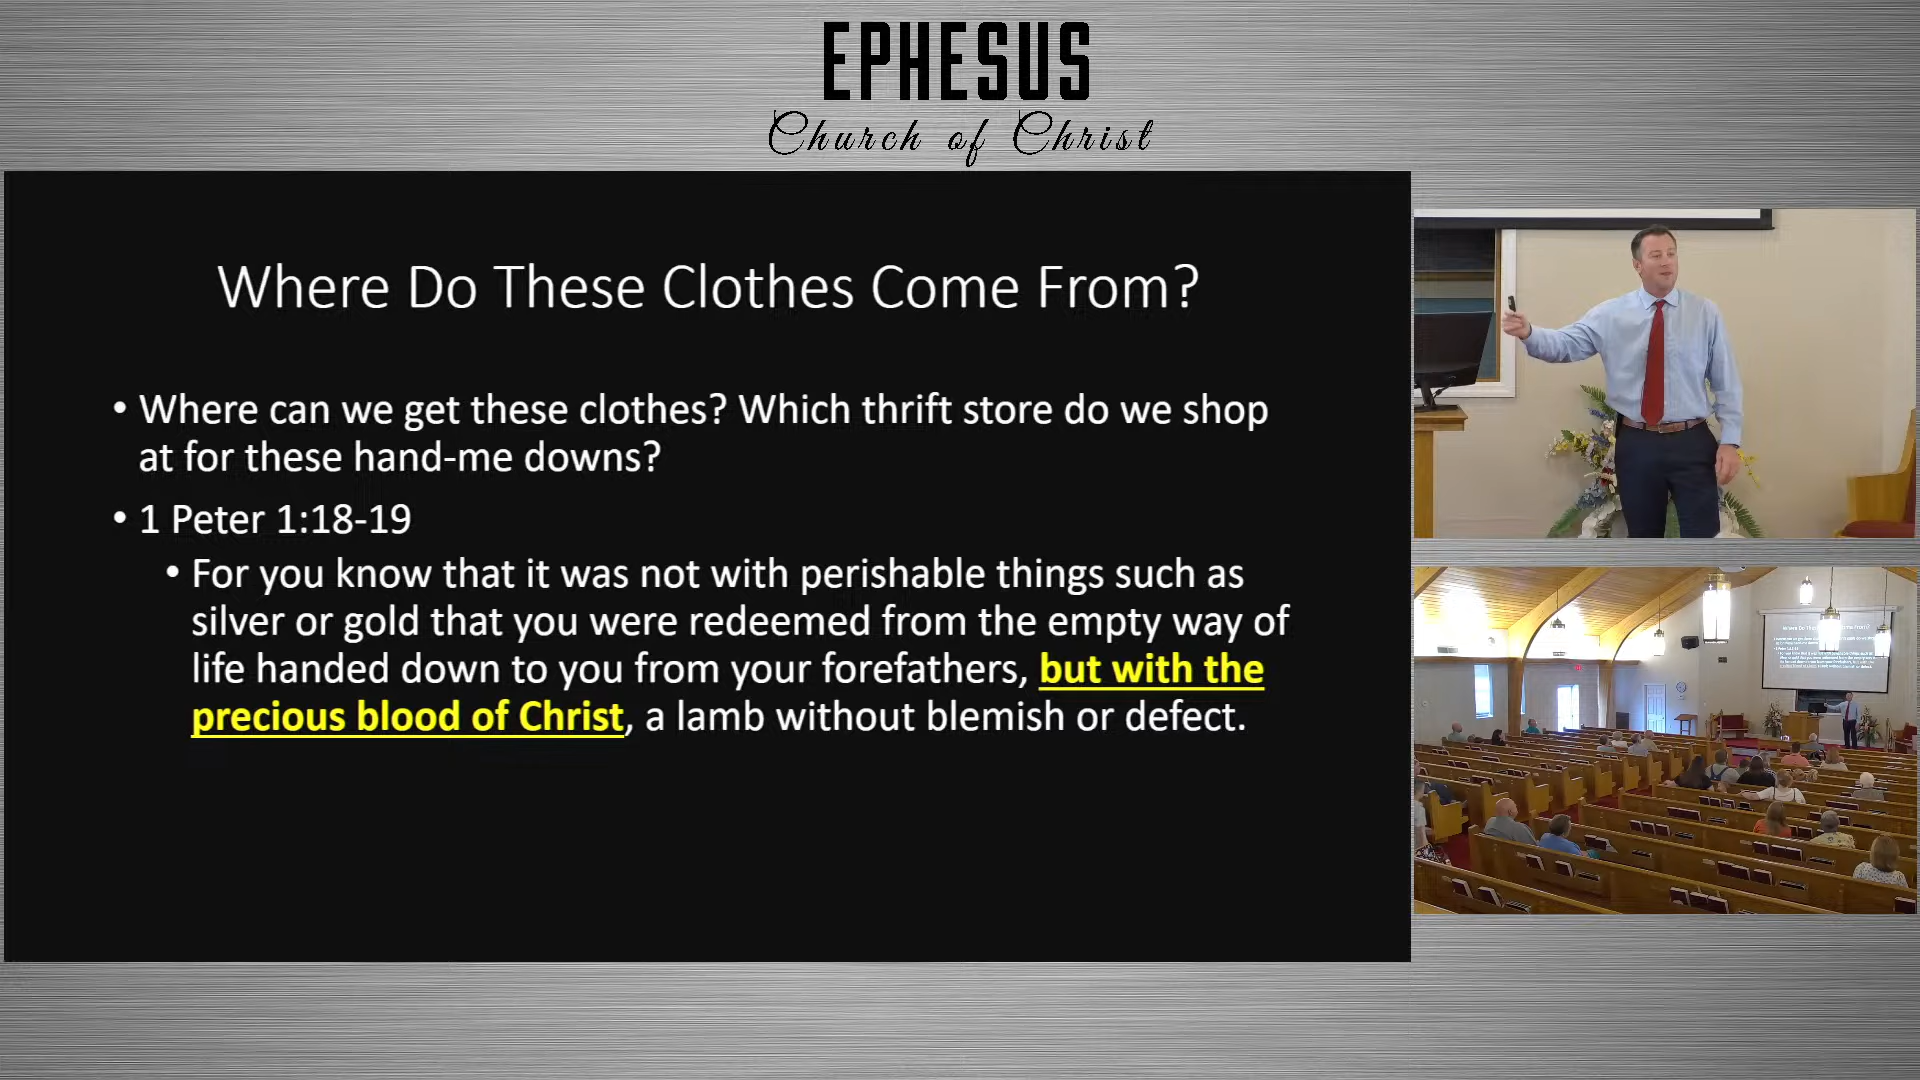 EPHESUS
Church of Christ
Where Do These Clothes Come From?
• Where can we get these clothes? Which thrift store do we shop
at for these hand-me downs?
• 1 Peter 1:18-19
• For you know that it was not with perishable things such as
silver or gold that you were redeemed from the empty way of
life handed down to you from your forefathers, but with the
precious blood of Christ, a lamb without blemish or defect.